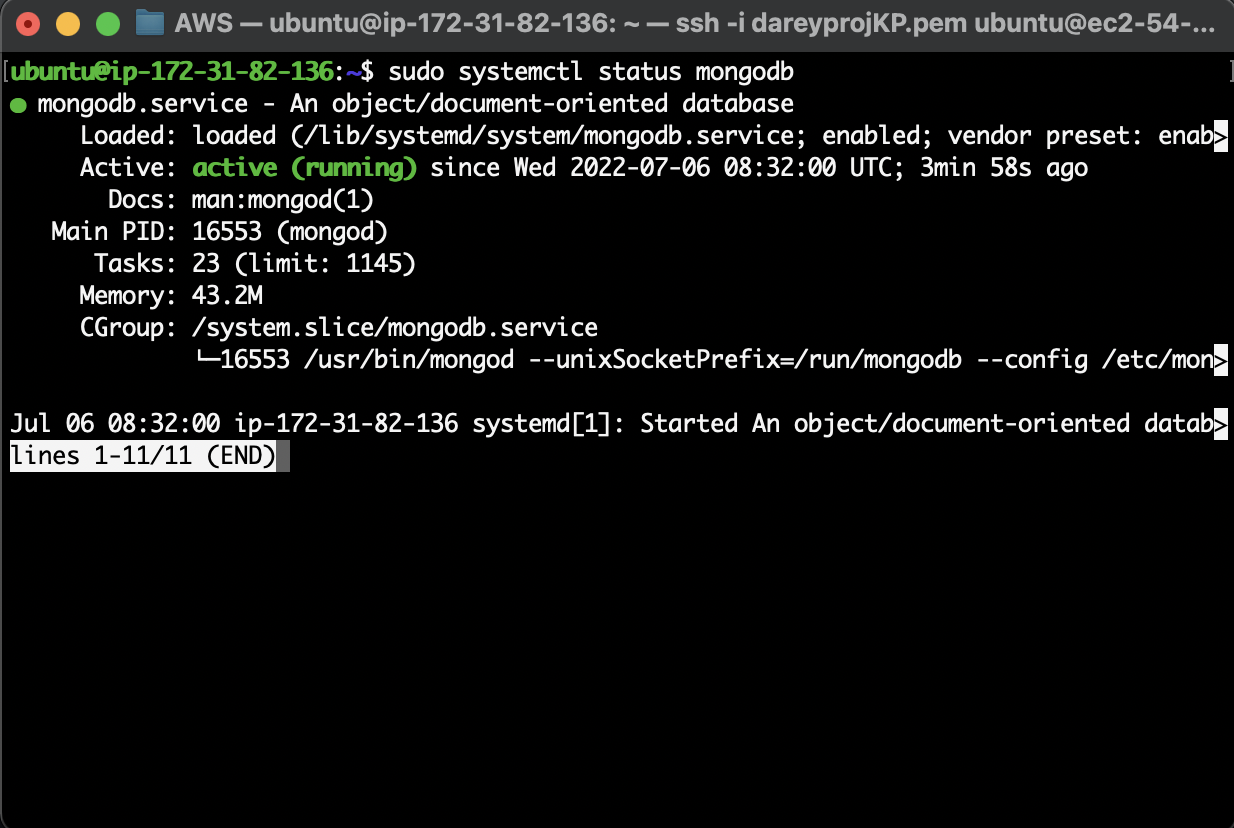 AWS — ubuntu@ip-172-31-82-136: ~ — ssh -i dareyprojKP.pem ubuntu@ec2-54-...
[ubuntu@ip-172-31-82-136:~$ sudo systemctl status mongodb ]
● mongodb.service - An object/document-oriented database
Loaded: loaded (/lib/systemd/system/mongodb.service; enabled; vendor preset: enab>
Active: active (running) since Wed 2022-07-06 08:32:00 UTC; 3min 58s ago
Docs: man:mongod(1)
Main PID: 16553 (mongod)
Tasks: 23 (limit: 1145)
Memory: 43.2M
CGroup: /system.slice/mongodb.service
└─16553 /usr/bin/mongod --unixSocketPrefix=/run/mongodb --config /etc/mon>
Jul 06 08:32:00 ip-172-31-82-136 systemd[1]: Started An object/document-oriented datab>
lines 1-11/11 (END)